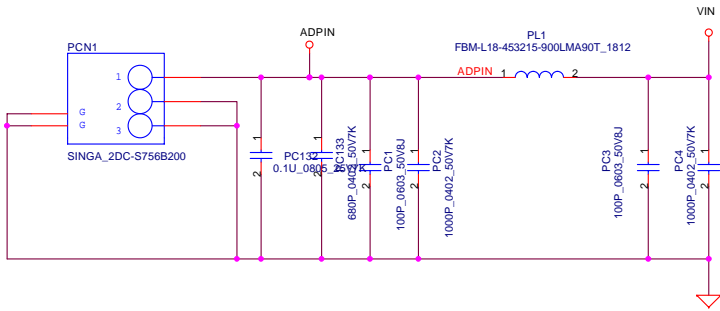 VIN
ADPIN
PCN1
PL1
FBM-L18-453215-900LMA90T_1812
ADPIN
1
2
1
2
3
G
G
SINGA_2DC-S756B200
1
2
PC132
0.1U_0805_25V7K
1
2
PC133
680P_0402_50V7K
1
2
PC1
100P_0603_50V8J
1
2
PC2
1000P_0402_50V7K
1
2
PC3
100P_0603_50V8J
1
2
PC4
1000P_0402_50V7K